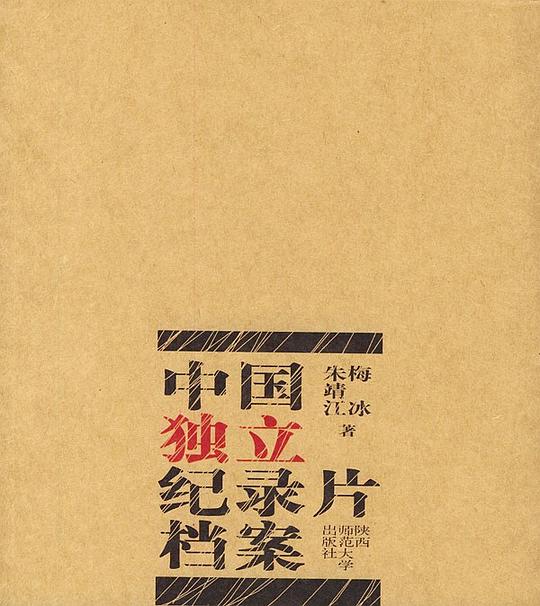 中国
独立
纪录片
档案
梅冰
朱靖江
著
陕西
师范大学
出版社